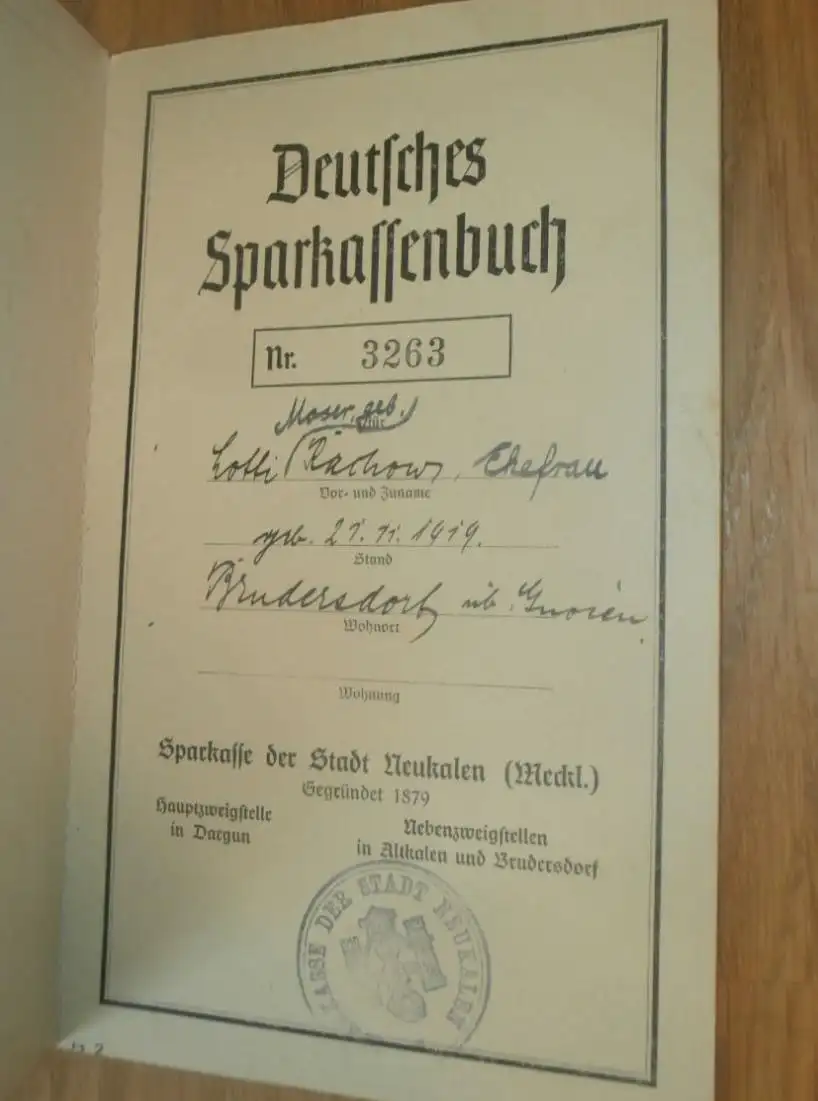 Deutsches
Sparkassenbuch
Nr. 3263
Moser, geb.
für
Lotti (Rachow, Ehefrau
Vor- und Zuname
geb. 21. 11. 1919.
Stand
Brudersdorf üb. Gnoien
Wohnort
Wohnung
Sparkasse der Stadt Neukalen (Meckl.)
Gegründet 1879
Hauptzweigstelle
in Dargun
Nebenzweigstellen
in Altkalen und Brudersdorf
KASSE DER STADT NEUKALEN